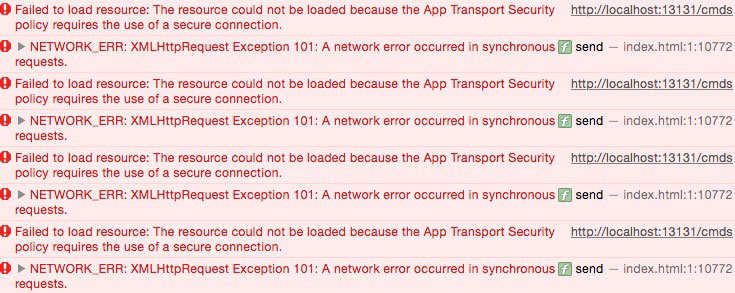 Failed to load resource: The resource could not be loaded because the App Transport Security http://localhost:13131/cmds
policy requires the use of a secure connection.
NETWORK_ERR: XMLHttpRequest Exception 101: A network error occurred in synchronous f send — index.html:1:10772
requests.
Failed to load resource: The resource could not be loaded because the App Transport Security http://localhost:13131/cmds
policy requires the use of a secure connection.
NETWORK_ERR: XMLHttpRequest Exception 101: A network error occurred in synchronous f send — index.html:1:10772
requests.
Failed to load resource: The resource could not be loaded because the App Transport Security http://localhost:13131/cmds
policy requires the use of a secure connection.
NETWORK_ERR: XMLHttpRequest Exception 101: A network error occurred in synchronous f send — index.html:1:10772
requests.
Failed to load resource: The resource could not be loaded because the App Transport Security http://localhost:13131/cmds
policy requires the use of a secure connection.
NETWORK_ERR: XMLHttpRequest Exception 101: A network error occurred in synchronous f send — index.html:1:10772
requests.